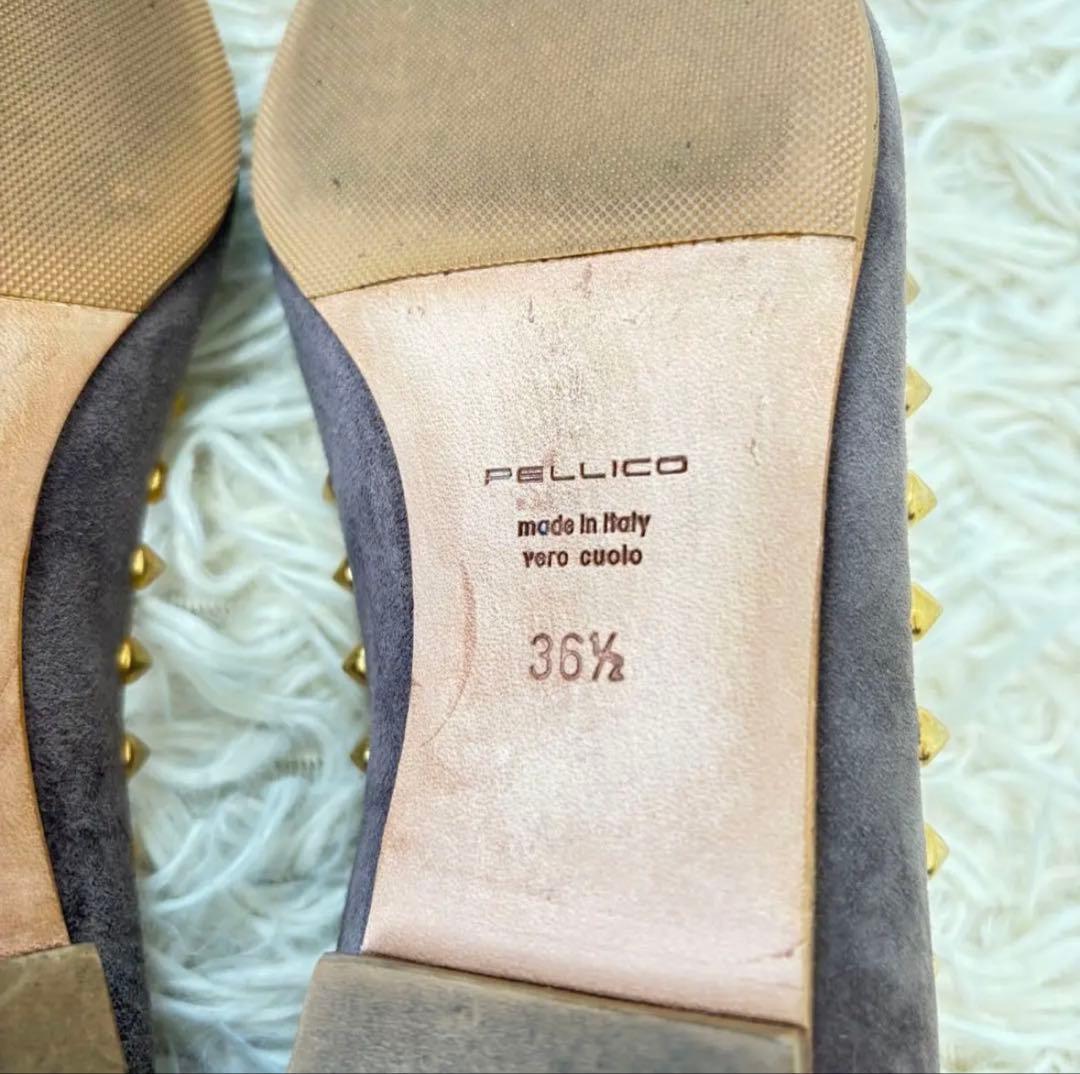 PELLICO
made in Italy
vero cuoio
36½